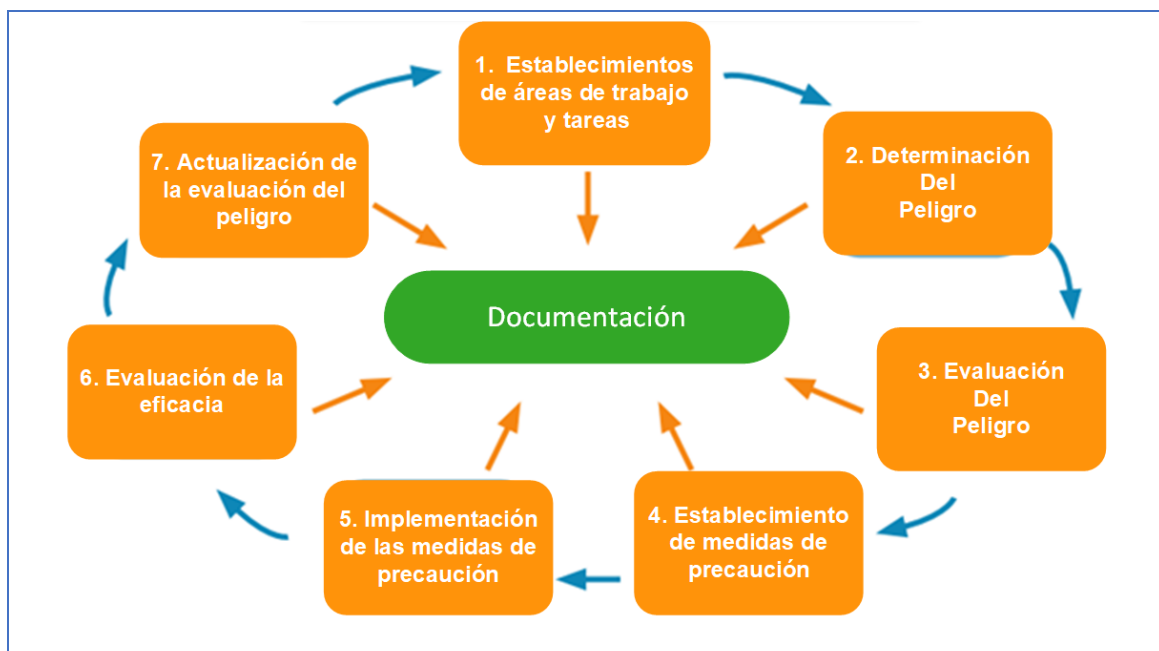 1. Establecimientos
de áreas de trabajo
y tareas
2. Determinación
Del
Peligro
3. Evaluación
Del
Peligro
4. Establecimiento
de medidas de
precaución
5. Implementación
de las medidas de
precaución
6. Evaluación de la
eficacia
7. Actualización de
la evaluación del
peligro
Documentación